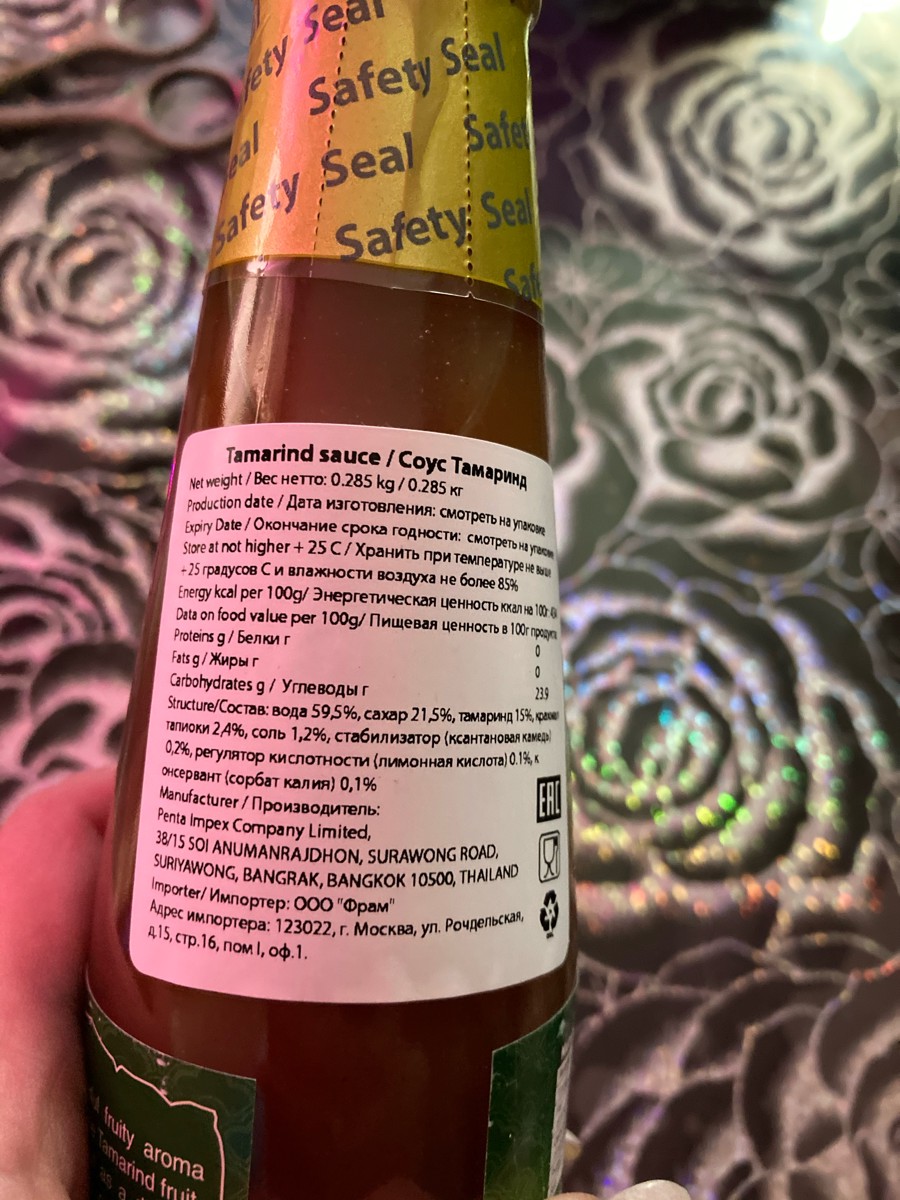 Safety Seal
Safety Seal
Safety Seal
Safety Seal
Safety Seal
Tamarind sauce / Соус Тамаринд
Net weight / Вес нетто: 0.285 kg / 0.285 кг
Production date / Дата изготовления: смотреть на упаковке
Expiry Date / Окончание срока годности: смотреть на упаковке
Store at not higher + 25 C / Хранить при температуре не выше
+25 градусов С и влажности воздуха не более 85%
Energy kcal per 100g/ Энергетическая ценность ккал на 100г
Data on food value per 100g/ Пищевая ценность в 100г продукта
Proteins g / Белки г 0
Fats g / Жиры г 0
Carbohydrates g / Углеводы г 23.9
Structure/Состав: вода 59,5%, сахар 21,5%, тамаринд 15%, крахмал
тапиоки 2,4%, соль 1,2%, стабилизатор (ксантановая камедь)
0,2%, регулятор кислотности (лимонная кислота) 0.1%, к
онсервант (сорбат калия) 0,1%
Manufacturer / Производитель:
Penta Impex Company Limited,
38/15 SOI ANUMANRAJDHON, SURAWONG ROAD,
SURIYAWONG, BANGRAK, BANGKOK 10500, THAILAND
Importer/ Импортер: ООО "Фрам"
Адрес импортера: 123022, г. Москва, ул. Рочдельская,
д.15, стр.16, пом I, оф.1.
EAC
fruity aroma
Tamarind fruit
as a